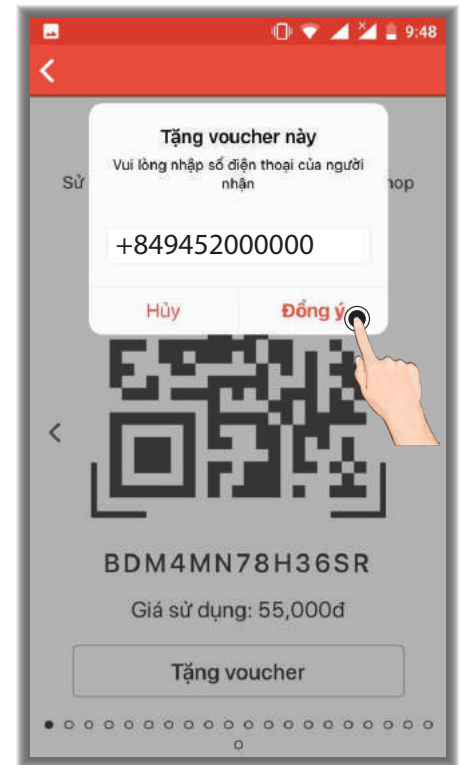 9:48
Tặng voucher này
Vui lòng nhập số điện thoại của người
nhận
Sử
hop
+849452000000
Hủy
Đồng ý
BDM4MN78H36SR
Giá sử dụng: 55,000đ
Tặng voucher